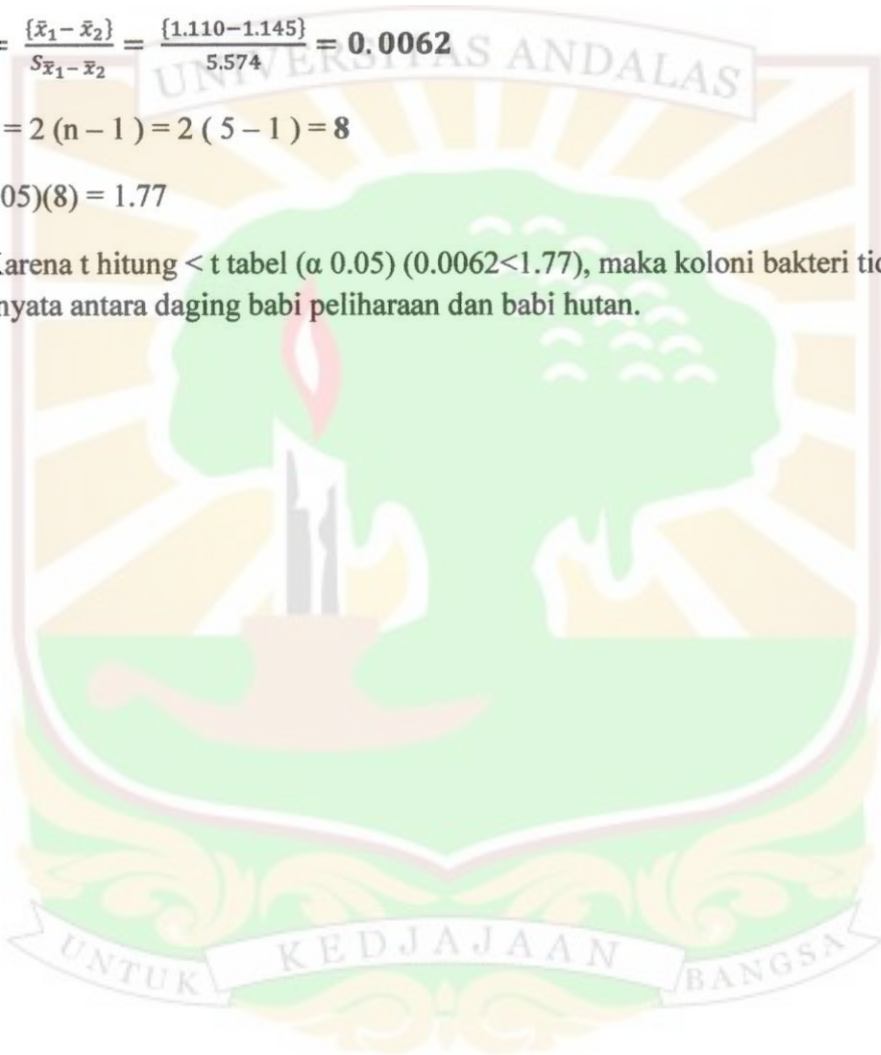 = {x̄₁− x̄₂} / S x̄₁− x̄₂ = {1.110−1.145} / 5.574 = 0.0062
UNIVERSITAS ANDALAS
= 2 (n – 1 ) = 2 ( 5 – 1 ) = 8
05)(8) = 1.77
arena t hitung < t tabel (α 0.05) (0.0062<1.77), maka koloni bakteri
nyata antara daging babi peliharaan dan babi hutan.
UNTUK KEDJAJAAN BANGSA